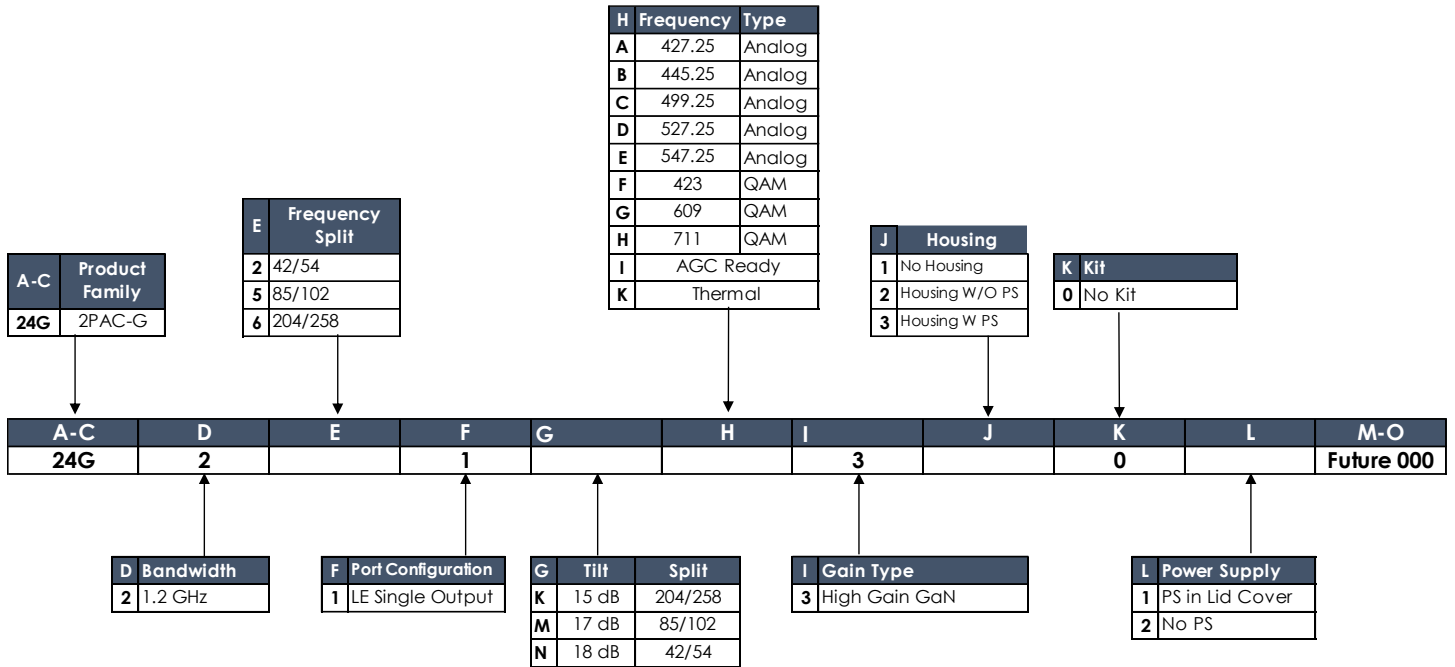 H Frequency Type
A 427.25 Analog
B 445.25 Analog
C 499.25 Analog
D 527.25 Analog
E 547.25 Analog
F 423 QAM
G 609 QAM
H 711 QAM
I AGC Ready
K Thermal
E Frequency
Split
2 42/54
5 85/102
6 204/258
A-C Product
Family
24G 2PAC-G
J Housing
1 No Housing
2 Housing W/O PS
3 Housing W PS
K Kit
0 No Kit
A-C D E F G H I J K L M-O
24G 2 1 3 0 Future 000
D Bandwidth
2 1.2 GHz
F Port Configuration
1 LE Single Output
G Tilt Split
K 15 dB 204/258
M 17 dB 85/102
N 18 dB 42/54
I Gain Type
3 High Gain GaN
L Power Supply
1 PS in Lid Cover
2 No PS